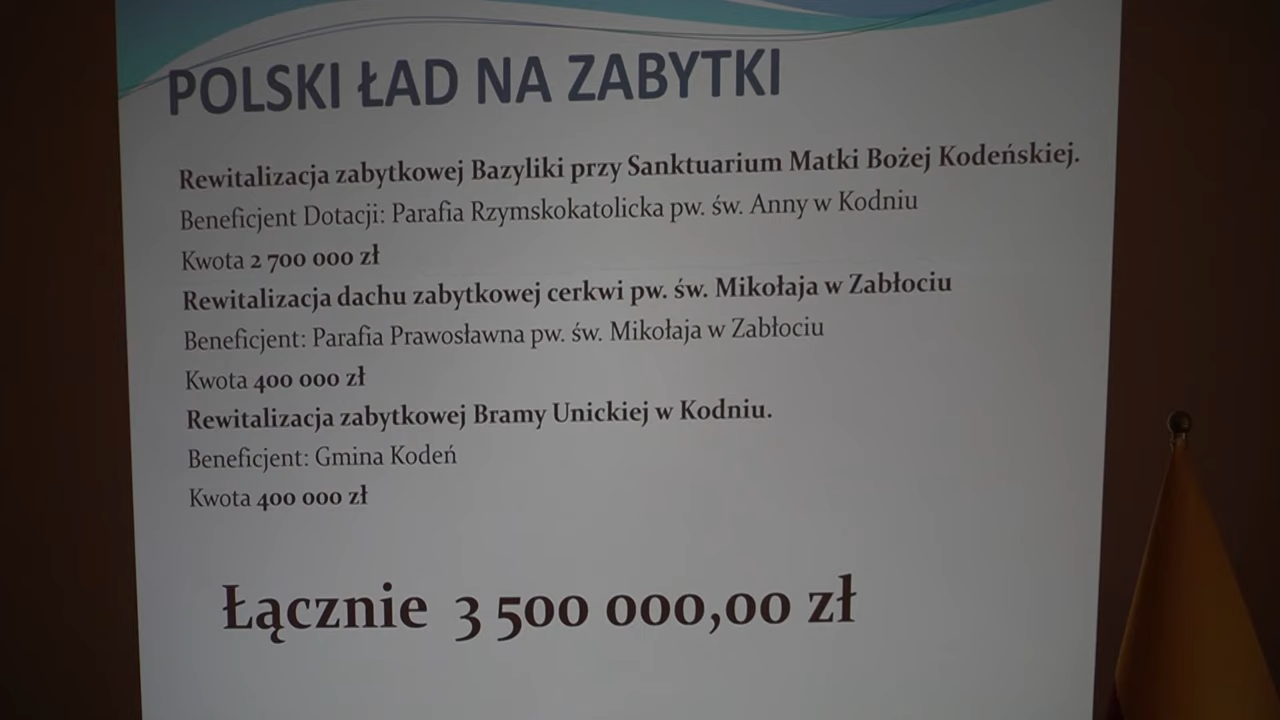 POLSKI ŁAD NA ZABYTKI
Rewitalizacja zabytkowej Bazyliki przy Sanktuarium Matki Bożej Kodeńskiej.
Beneficjent Dotacji: Parafia Rzymskokatolicka pw. św. Anny w Kodniu
Kwota 2 700 000 zł
Rewitalizacja dachu zabytkowej cerkwi pw. św. Mikołaja w Zabłociu
Beneficjent: Parafia Prawosławna pw. św. Mikołaja w Zabłociu
Kwota 400 000 zł
Rewitalizacja zabytkowej Bramy Unickiej w Kodniu.
Beneficjent: Gmina Kodeń
Kwota 400 000 zł
Łącznie 3 500 000,00 zł